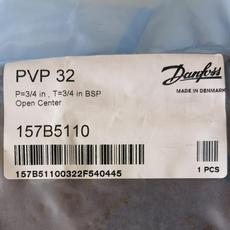 PVP 32
Danfoss
MADE IN DENMARK
P=3/4 in , T=3/4 in BSP
Open Center
157B5110
157B51100322F540445
1 PCS